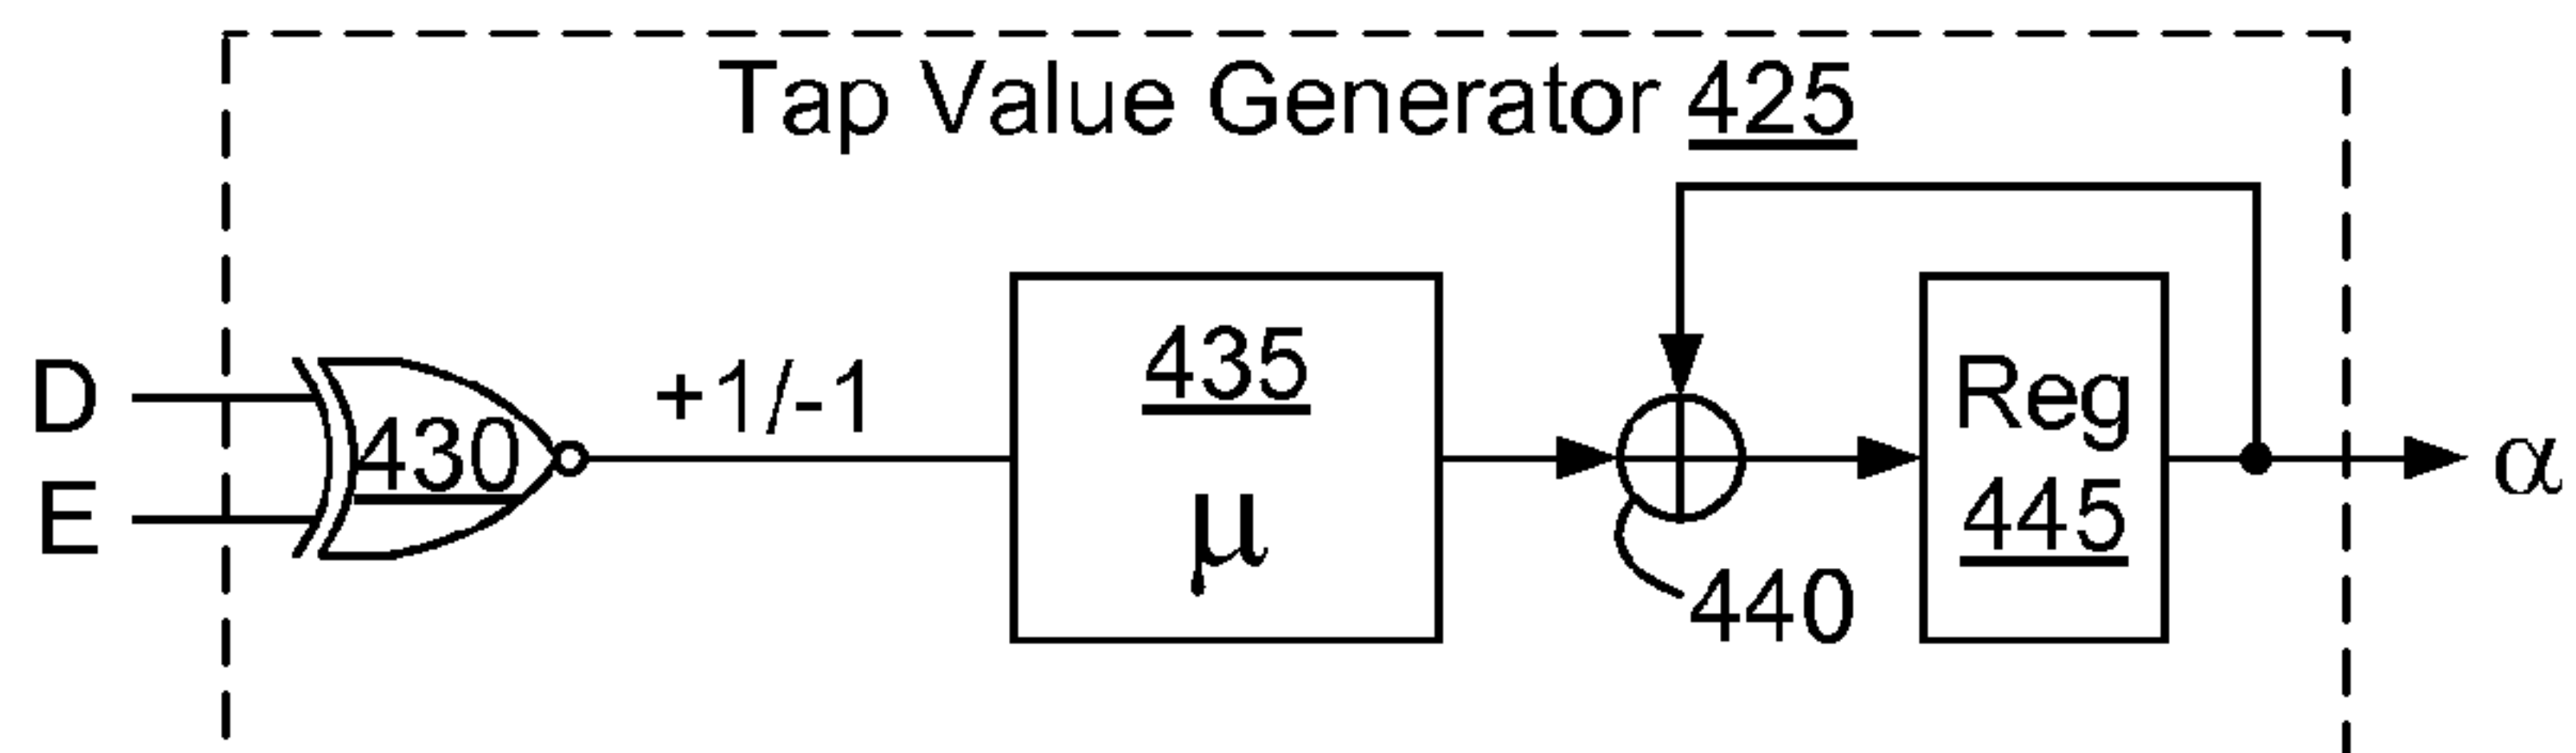 Tap Value Generator 425
D
E
430
+1/-1
435
μ
440
Reg
445
α